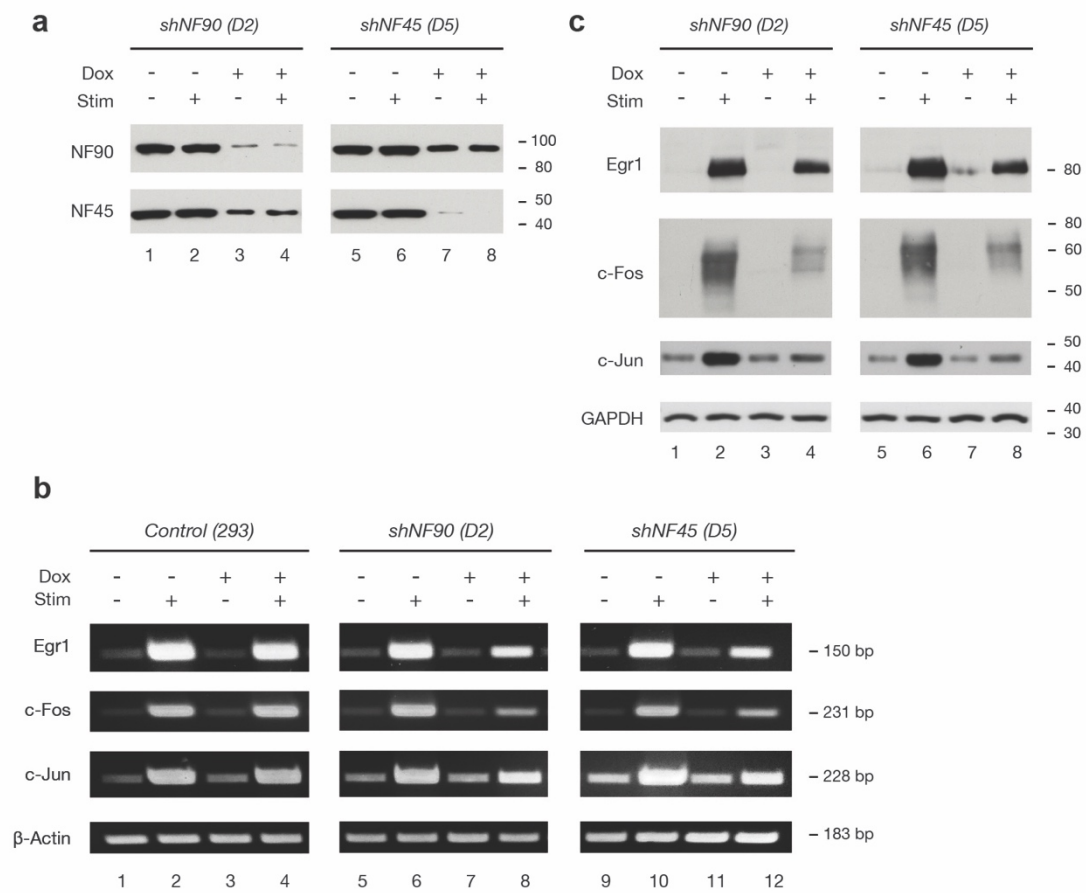 a
shNF90 (D2) shNF45 (D5)
Dox - - + + - - + +
Stim - + - + - + - +
NF90 - 100
- 80
NF45 - 50
- 40
1 2 3 4 5 6 7 8
c
shNF90 (D2) shNF45 (D5)
Dox - - + + - - + +
Stim - + - + - + - +
Egr1 - 80
c-Fos - 80
- 60
- 50
c-Jun - 50
- 40
GAPDH - 40
- 30
1 2 3 4 5 6 7 8
b
Control (293) shNF90 (D2) shNF45 (D5)
Dox - - + + - - + + - - + +
Stim - + - + - + - + - + - +
Egr1 - 150 bp
c-Fos - 231 bp
c-Jun - 228 bp
β-Actin - 183 bp
1 2 3 4 5 6 7 8 9 10 11 12